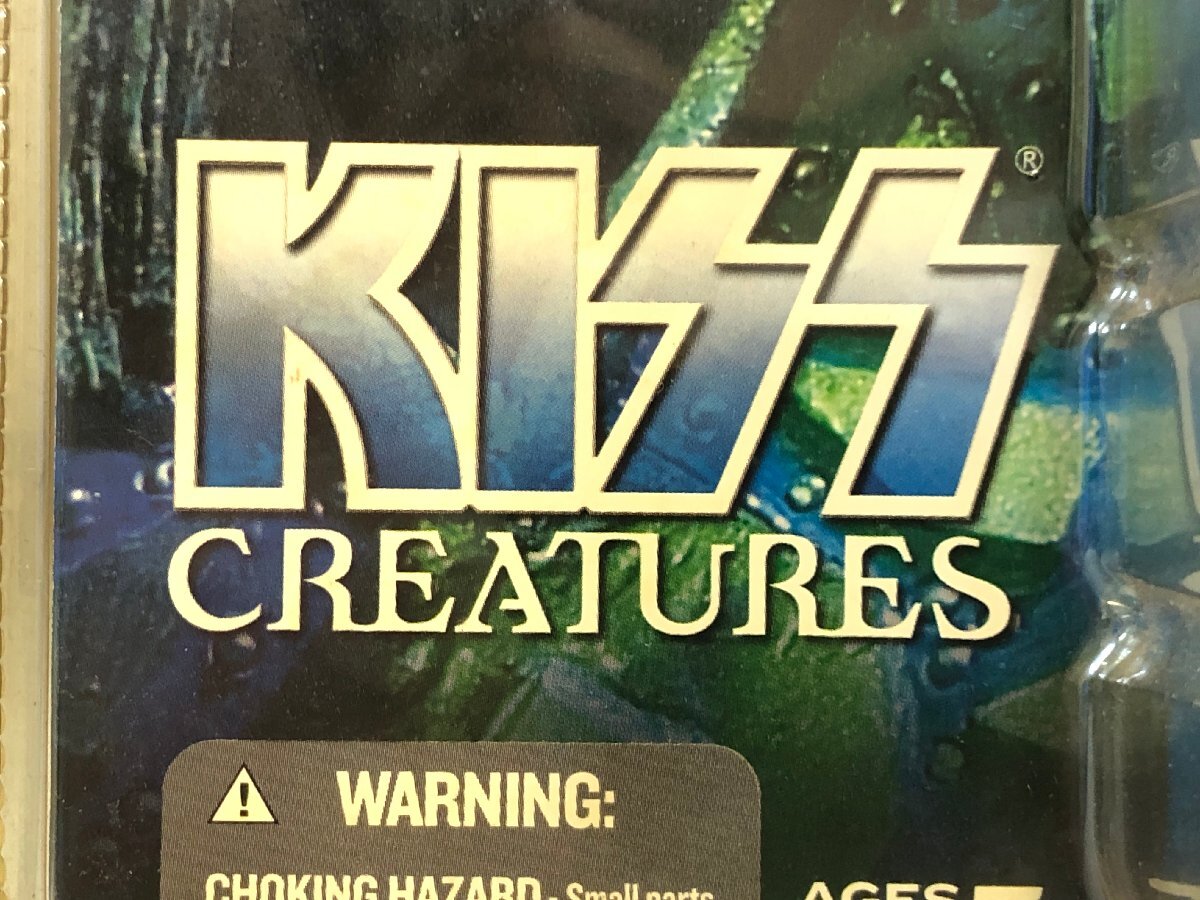 KISS®
CREATURES
WARNING:
CHOKING HAZARD - Small parts
AGES